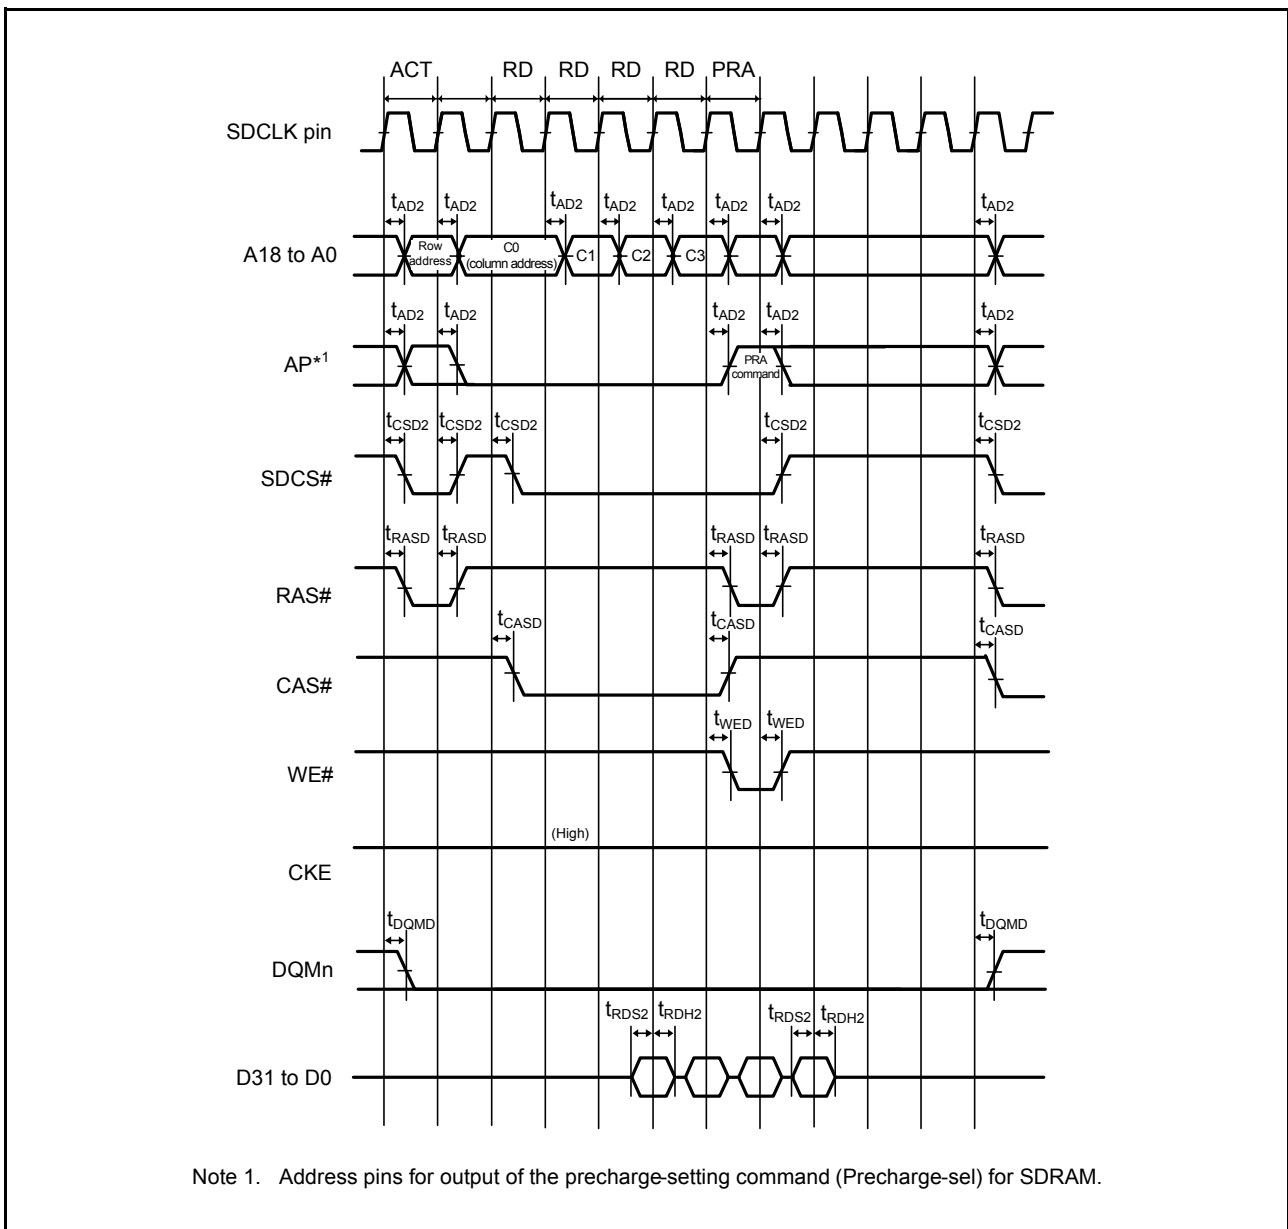 ACT RD RD RD RD PRA
SDCLK pin
tAD2 tAD2 tAD2 tAD2 tAD2 tAD2 tAD2 tAD2
A18 to A0
Row address
C0 (column address)
C1 C2 C3
tAD2 tAD2 tAD2 tAD2 tAD2
AP*1
PRA command
tCSD2 tCSD2 tCSD2 tCSD2 tCSD2
SDCS#
tRASD tRASD tRASD tRASD tRASD
RAS#
tCASD tCASD tCASD
CAS#
tWED tWED
WE#
(High)
CKE
tDQMD tDQMD
DQMn
tRDS2 tRDH2 tRDS2 tRDH2
D31 to D0
Note 1. Address pins for output of the precharge-setting command (Precharge-sel) for SDRAM.